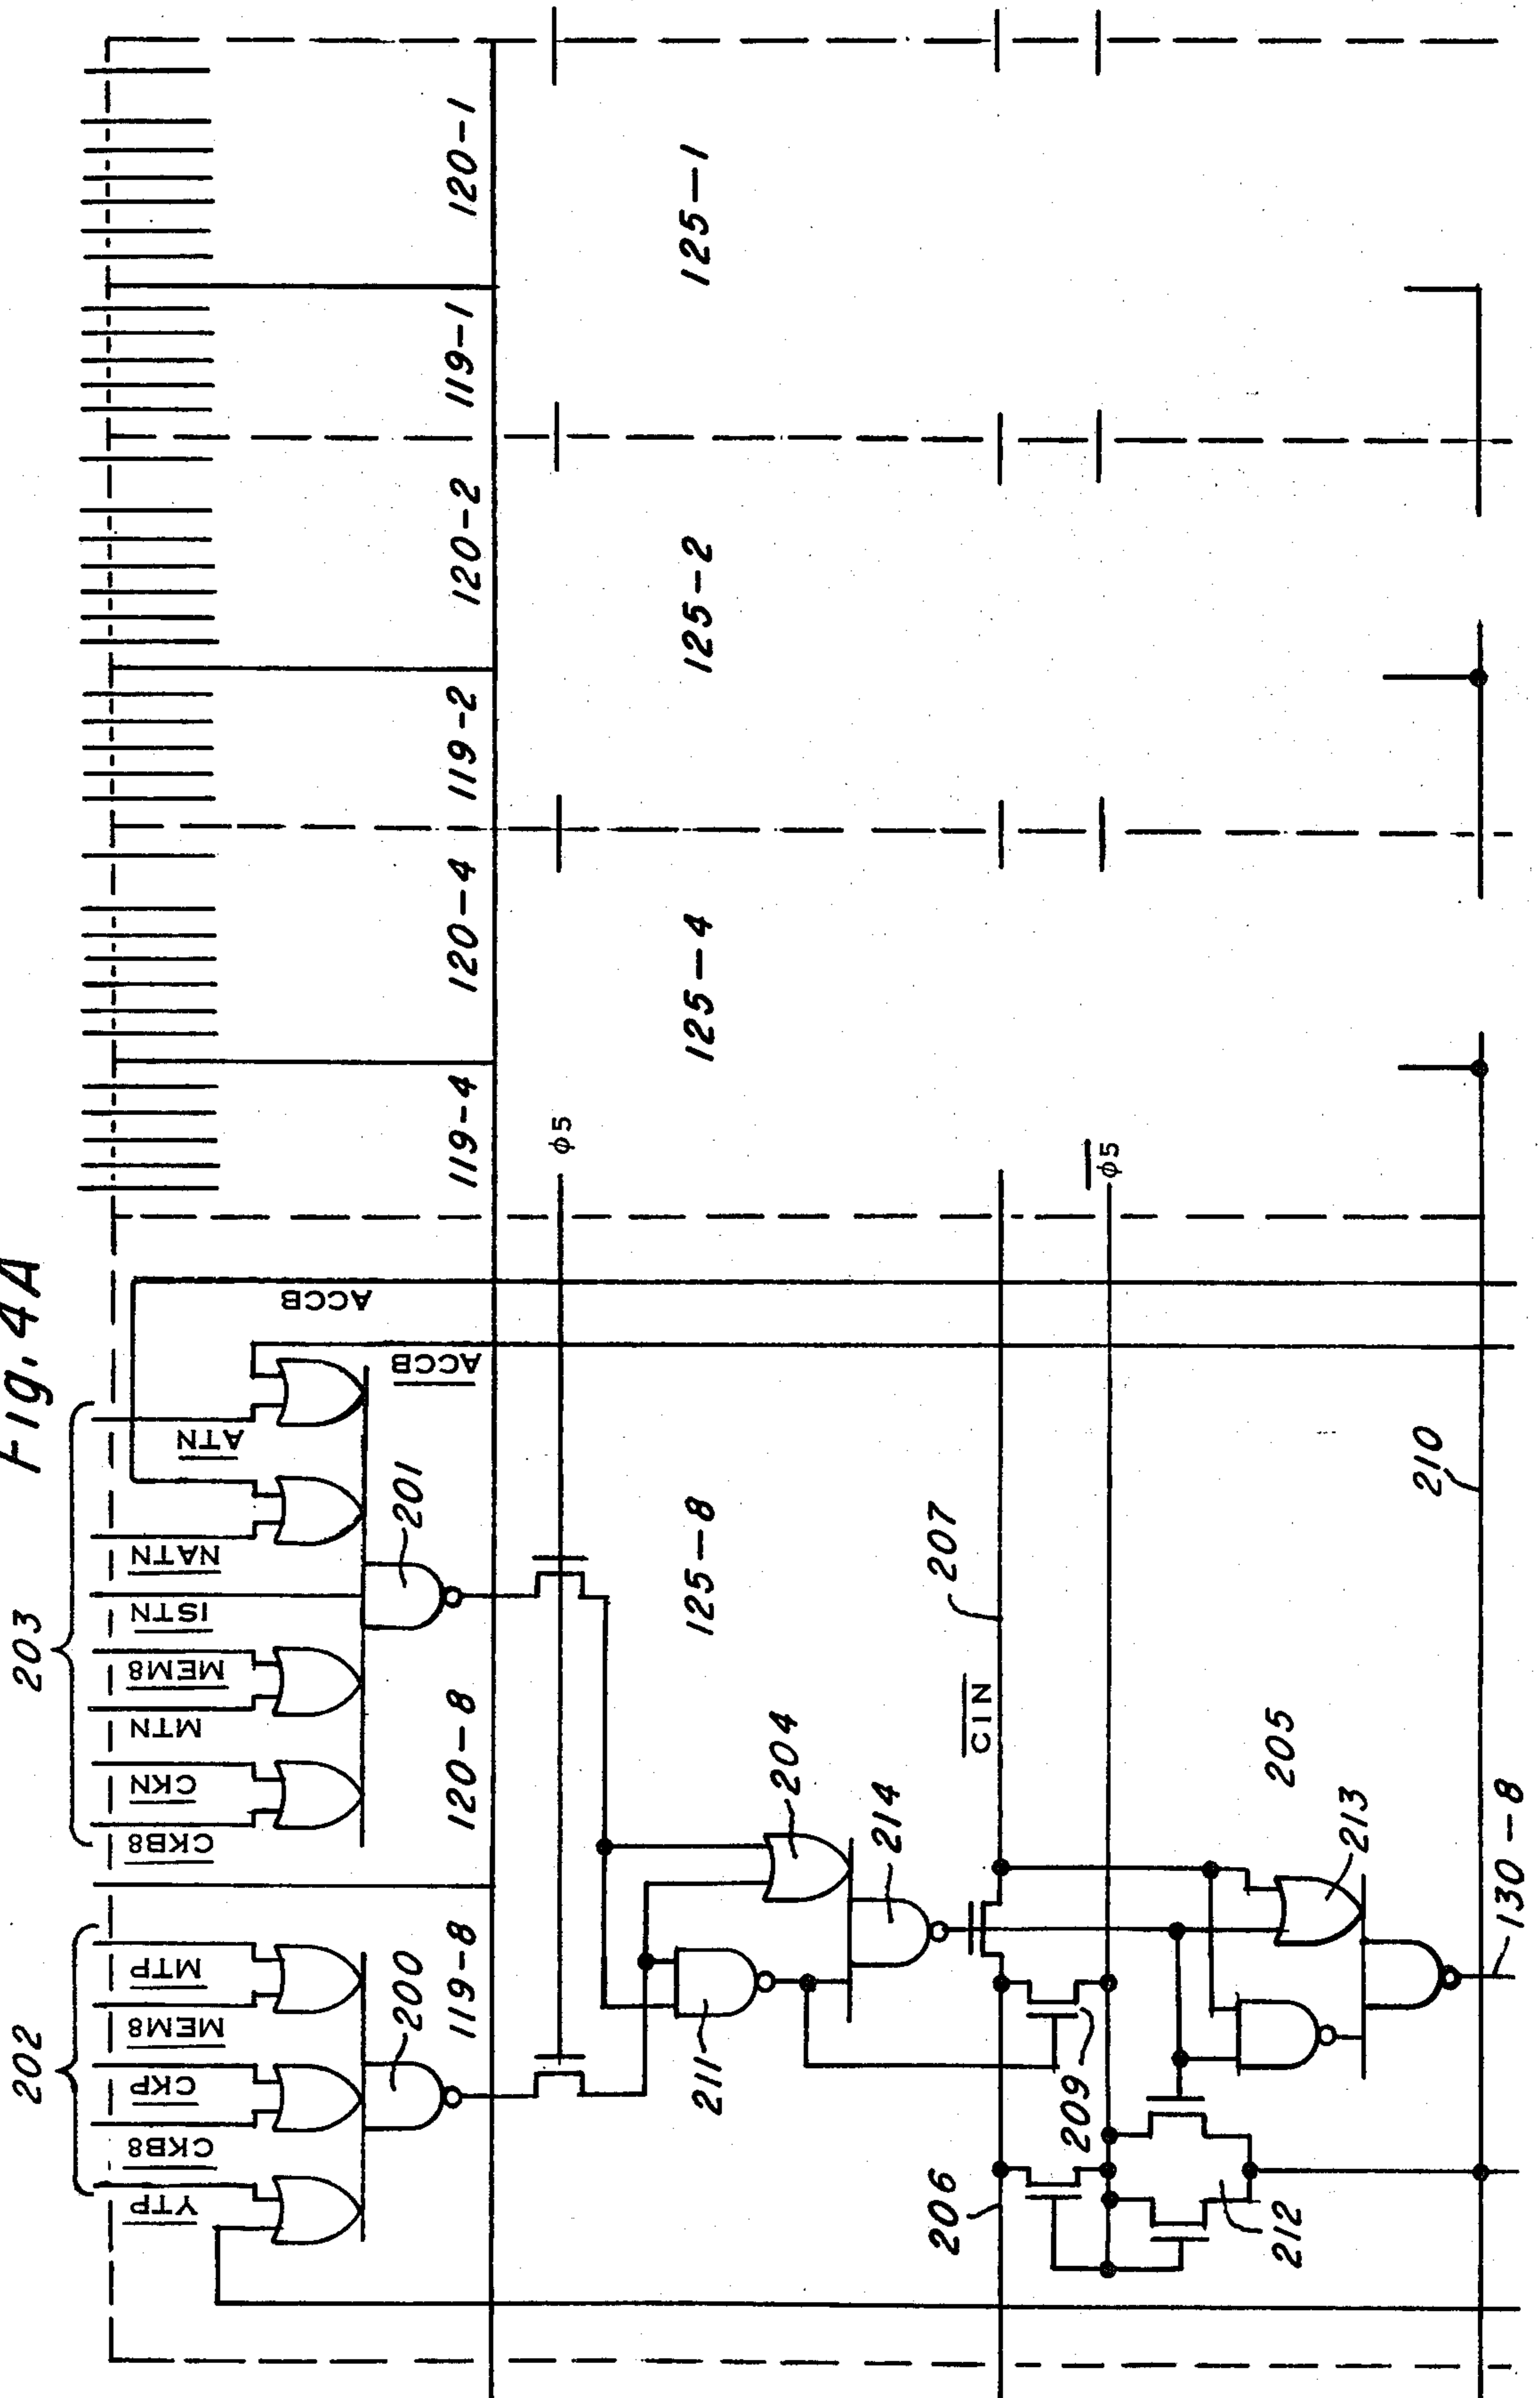 Fig. 4A
202
203
YTP
CKB8
CKP
MEM8
MTP
CKB8
CKN
MTN
MEM8
ISTN
NATN
ATN
ACCB
ACCB
200
201
119-8
120-8
119-4
120-4
119-2
120-2
119-1
120-1
φ5
125-8
125-4
125-2
125-1
211
204
214
206
CIN
207
209
φ5
212
205
213
210
130-8